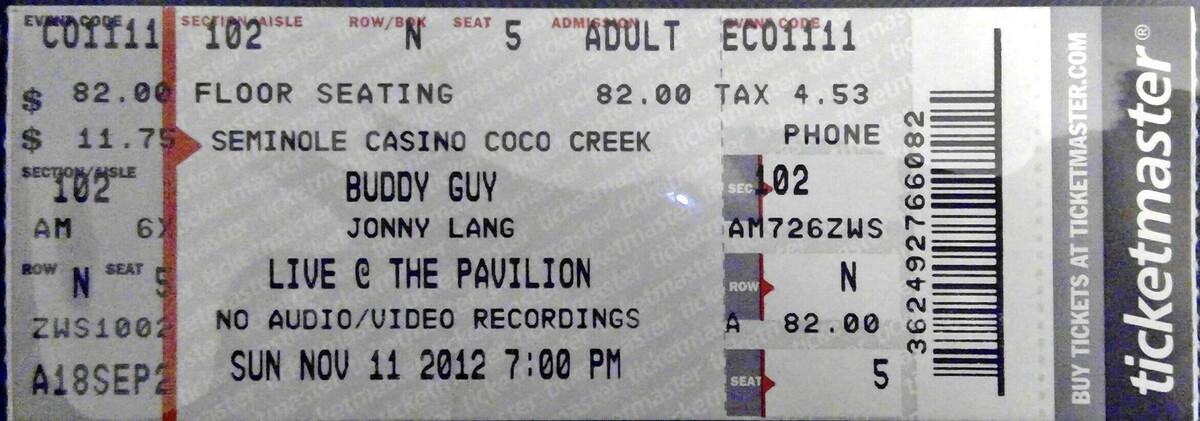 EVENT CODE SECTION/AISLE ROW/BOX SEAT ADMISSION EVENT CODE
CO1111 102 N 5 ADULT ECO1111
$ 82.00 FLOOR SEATING 82.00 TAX 4.53
$ 11.75 SEMINOLE CASINO COCO CREEK PHONE
SECTION/AISLE
102 BUDDY GUY SEC 102
AM 6X JONNY LANG AM726ZWS
ROW N SEAT 5 LIVE @ THE PAVILION ROW N
ZWS1002 NO AUDIO/VIDEO RECORDINGS A 82.00
A18SEP2 SUN NOV 11 2012 7:00 PM SEAT 5
362492766082
BUY TICKETS AT TICKETMASTER.COM
ticketmaster®